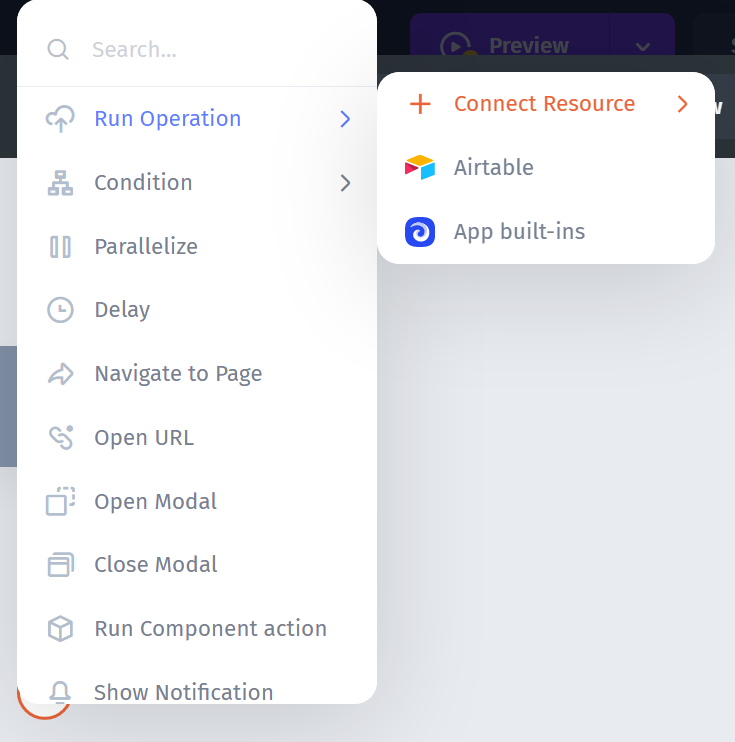 Search...
Preview
Run Operation
Connect Resource
Condition
Airtable
Parallelize
App built-ins
Delay
Navigate to Page
Open URL
Open Modal
Close Modal
Run Component action
Show Notification